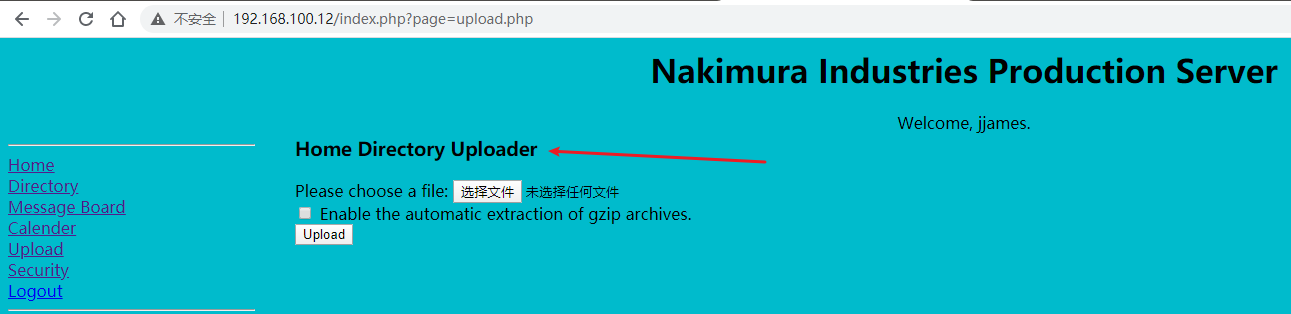 不安全 | 192.168.100.12/index.php?page=upload.php
Nakimura Industries Production Server
Welcome, jjames.
Home Directory Uploader
Home
Directory
Message Board
Calender
Upload
Security
Logout
Please choose a file: 选择文件 未选择任何文件
Enable the automatic extraction of gzip archives.
Upload